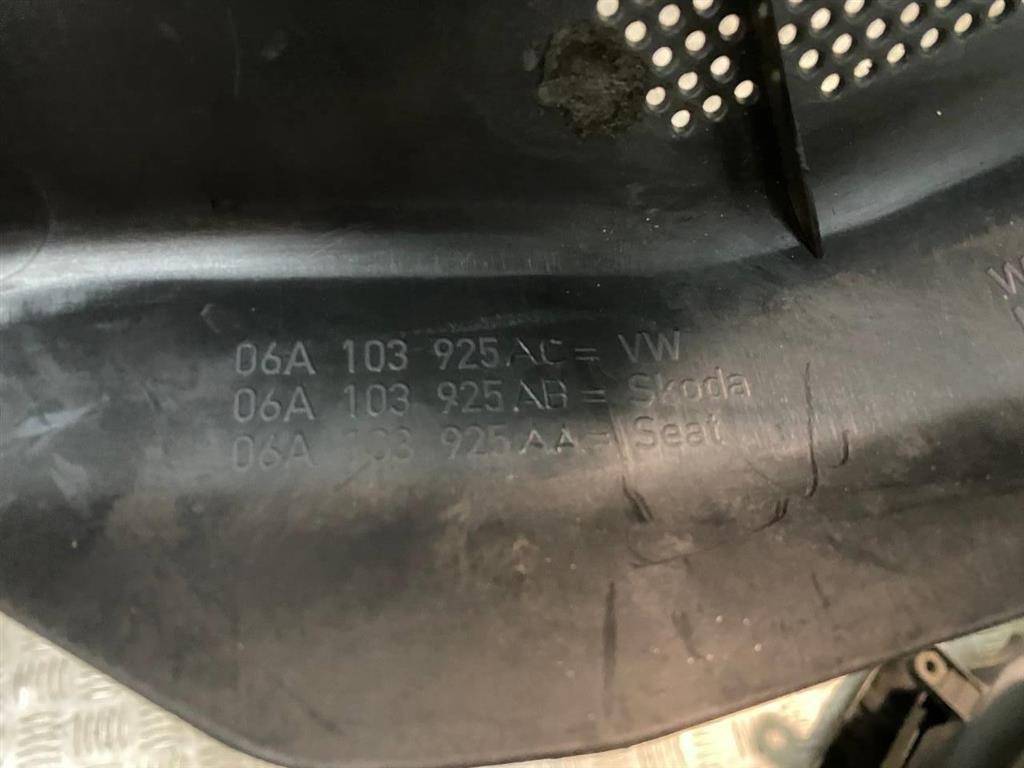 06A 103 925 AC = VW
06A 103 925 AB = Skoda
06A 103 925 AA = Seat